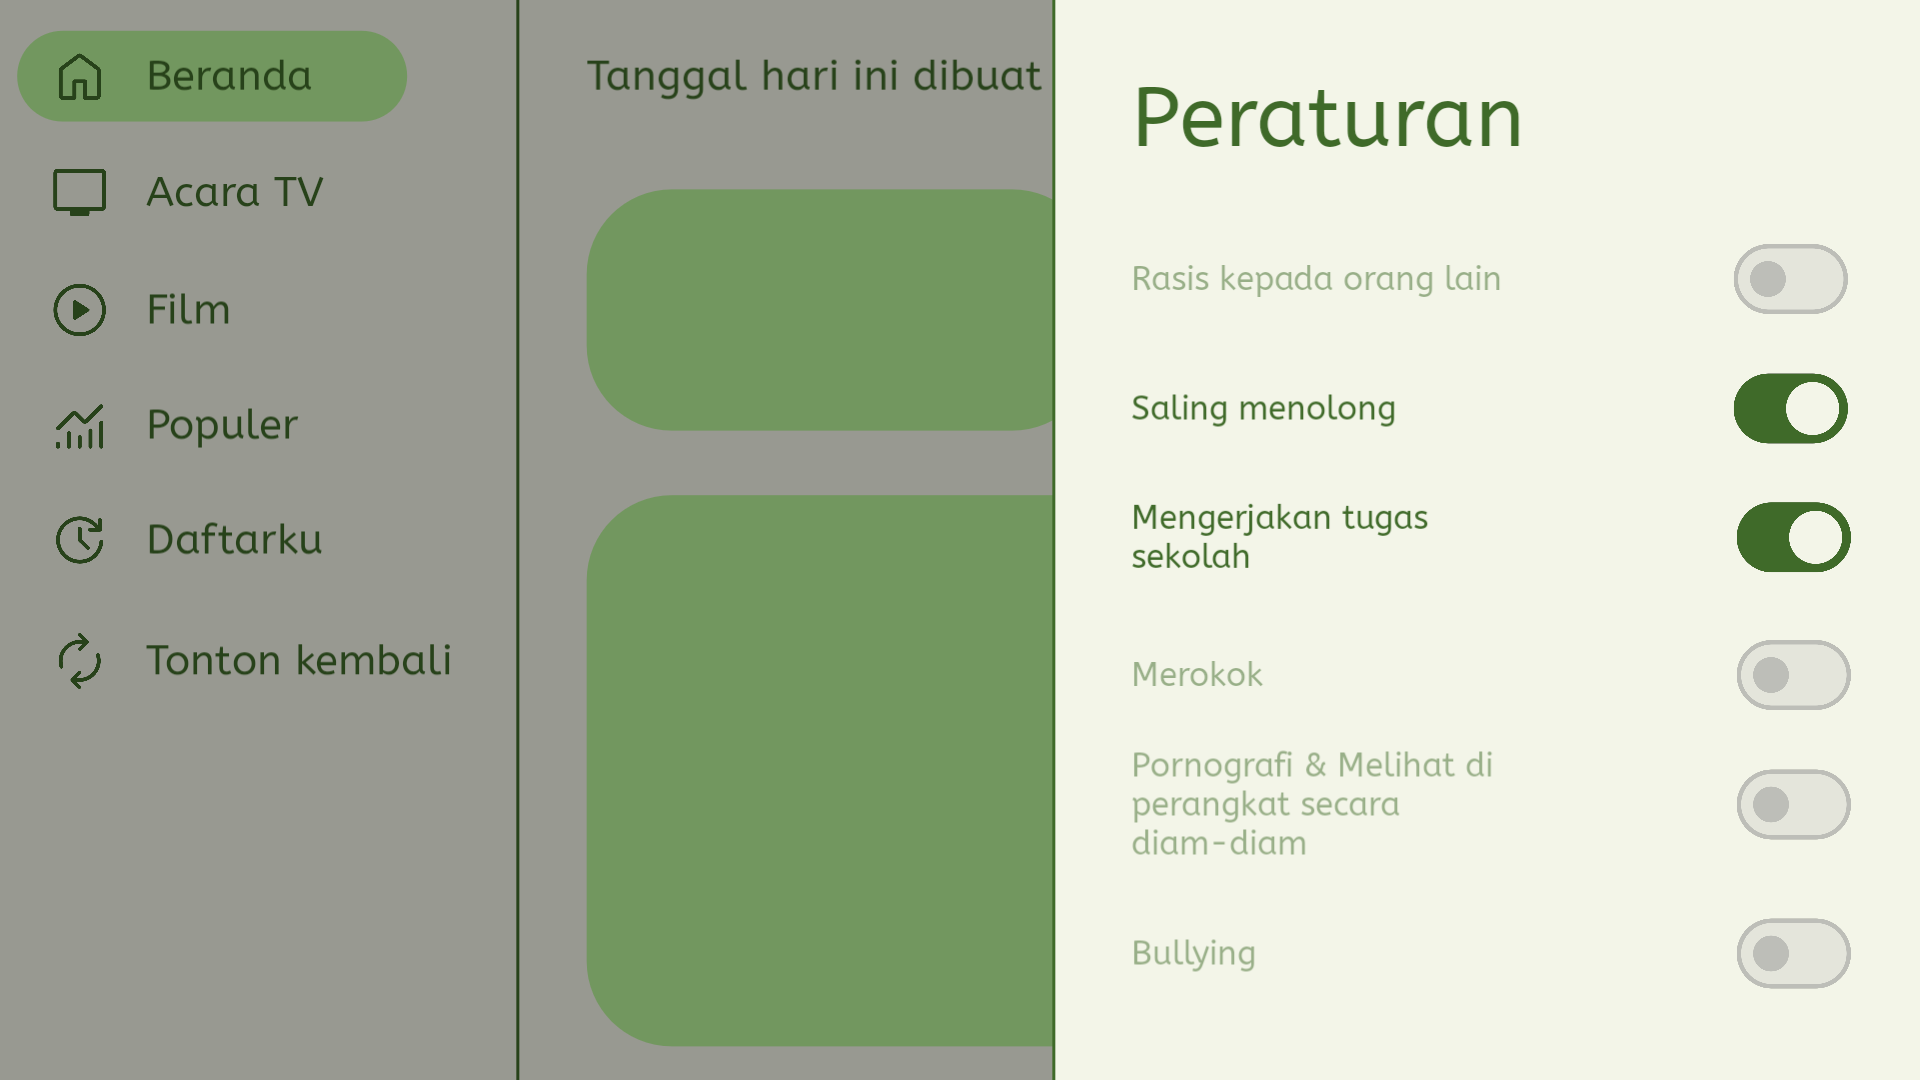 Beranda
Acara TV
Film
Populer
Daftarku
Tonton kembali
Tanggal hari ini dibuat
Peraturan
Rasis kepada orang lain
Saling menolong
Mengerjakan tugas
sekolah
Merokok
Pornografi & Melihat di
perangkat secara
diam-diam
Bullying